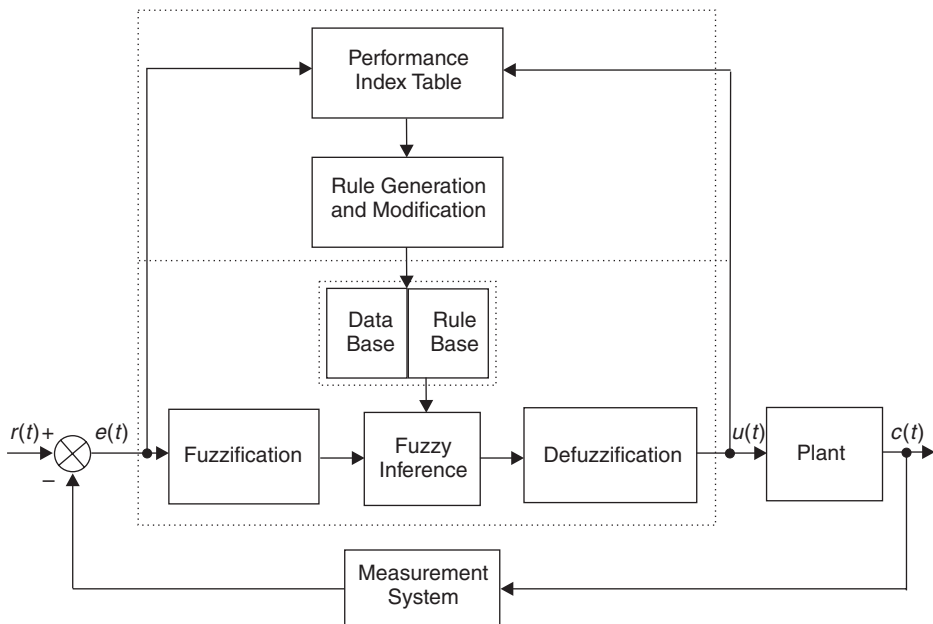 Performance
Index Table
Rule Generation
and Modification
Data
Base
Rule
Base
r(t)
+
e(t)
−
Fuzzification
Fuzzy
Inference
Defuzzification
u(t)
Plant
c(t)
Measurement
System